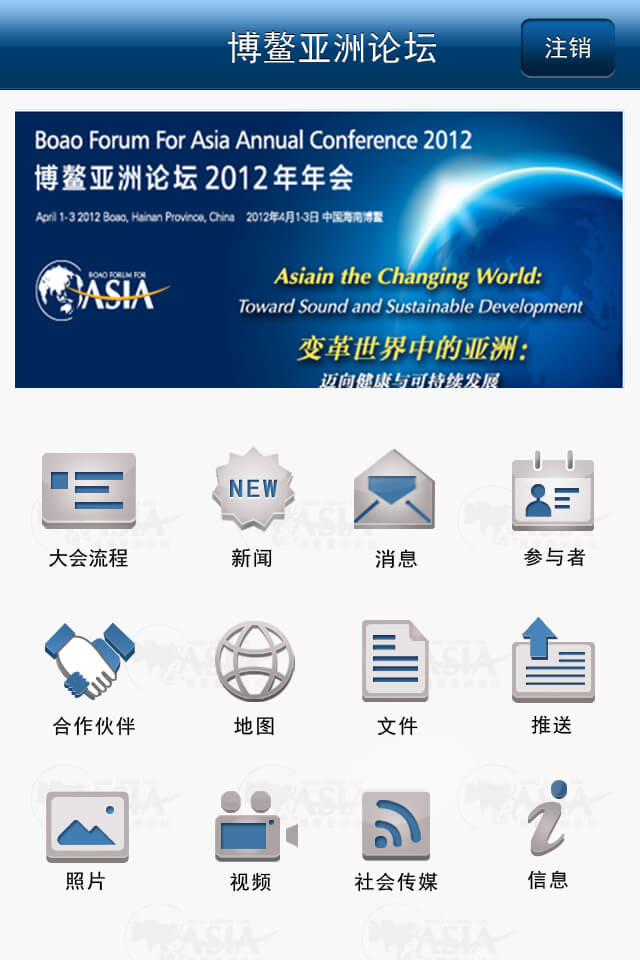 博鳌亚洲论坛
注销
Boao Forum For Asia Annual Conference 2012
博鳌亚洲论坛 2012 年年会
April 1-3 2012 Boao, Hainan Province, China 2012年4月1-3日 中国海南博鳌
BOAO FORUM FOR
ASIA
Asiain the Changing World:
Toward Sound and Sustainable Development
变革世界中的亚洲：
迈向健康与可持续发展
NEW
大会流程 新闻 消息 参与者
合作伙伴 地图 文件 推送
照片 视频 社会传媒 信息